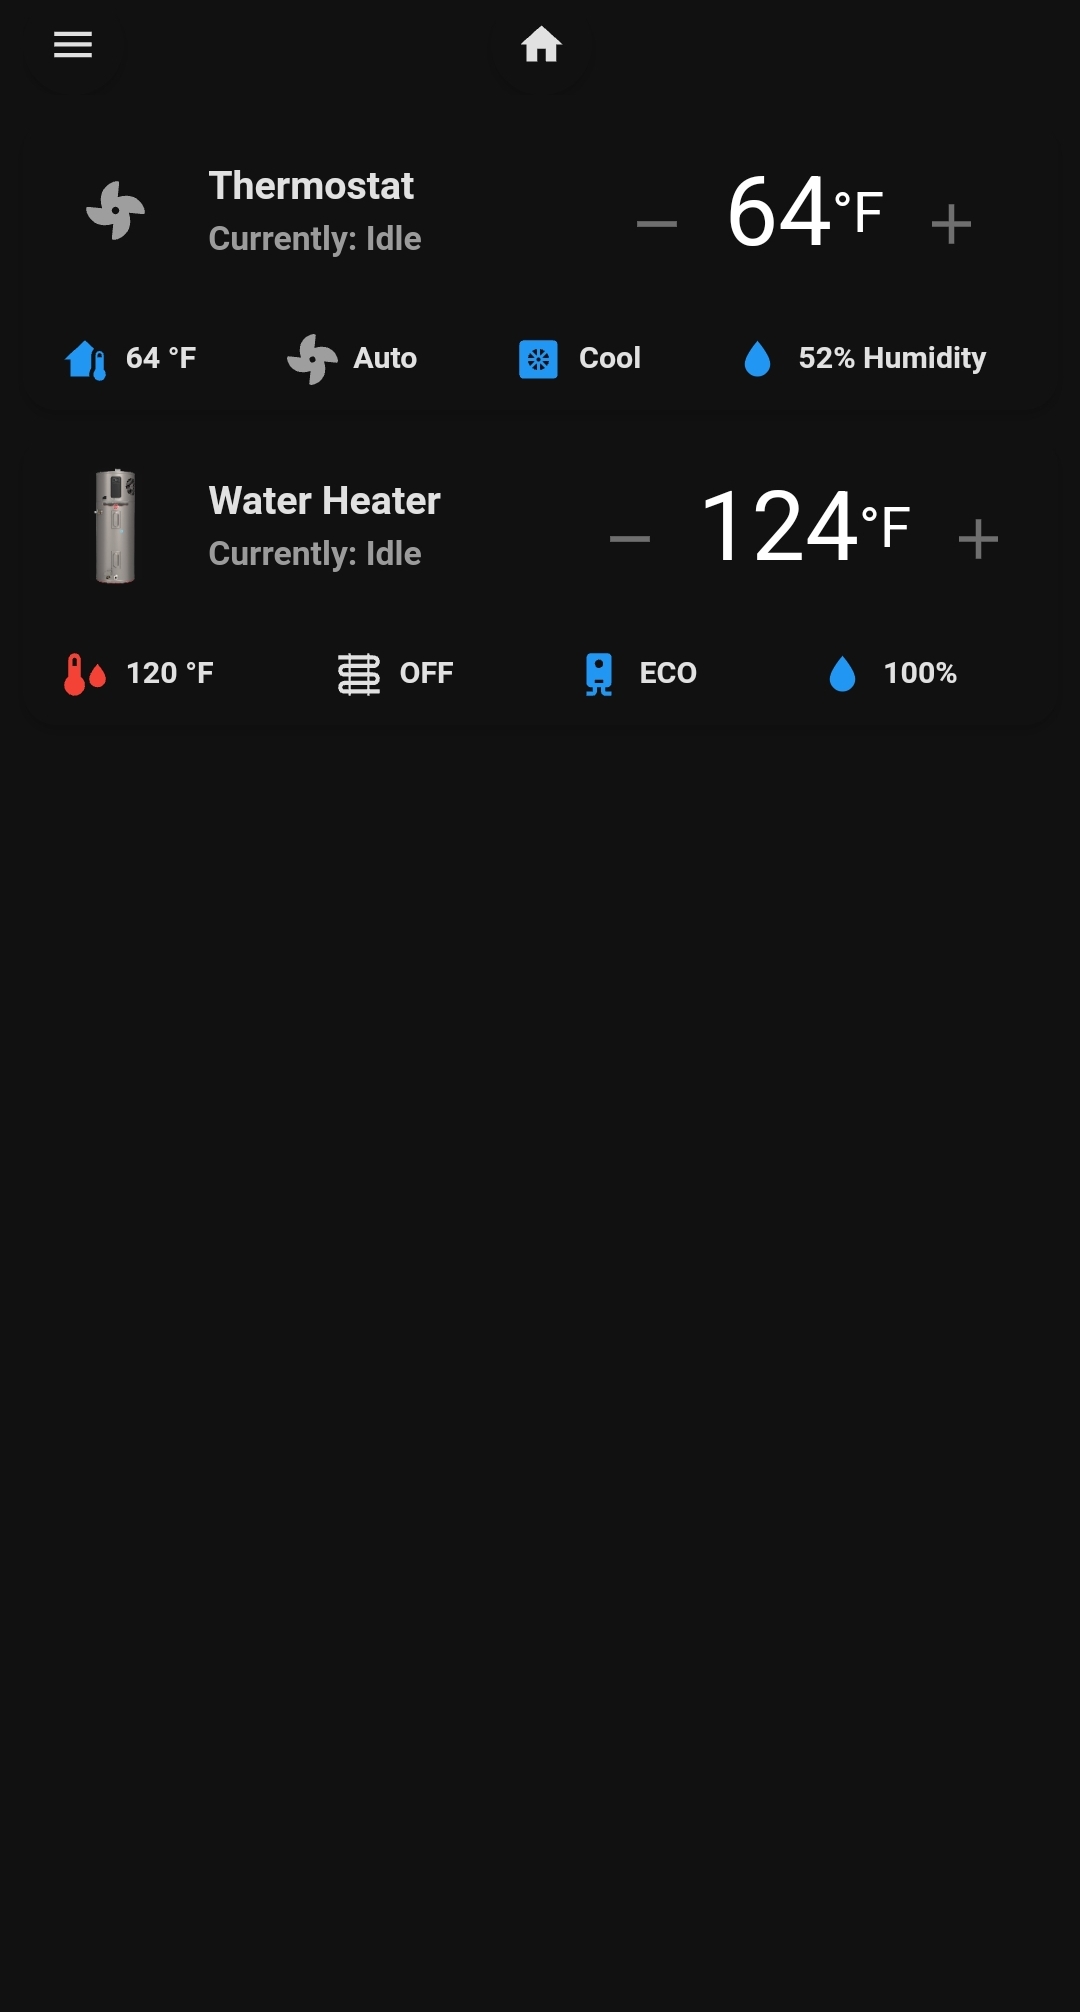 Thermostat
Currently: Idle
64°F
64 °F
Auto
Cool
52% Humidity
Water Heater
Currently: Idle
124°F
120 °F
OFF
ECO
100%